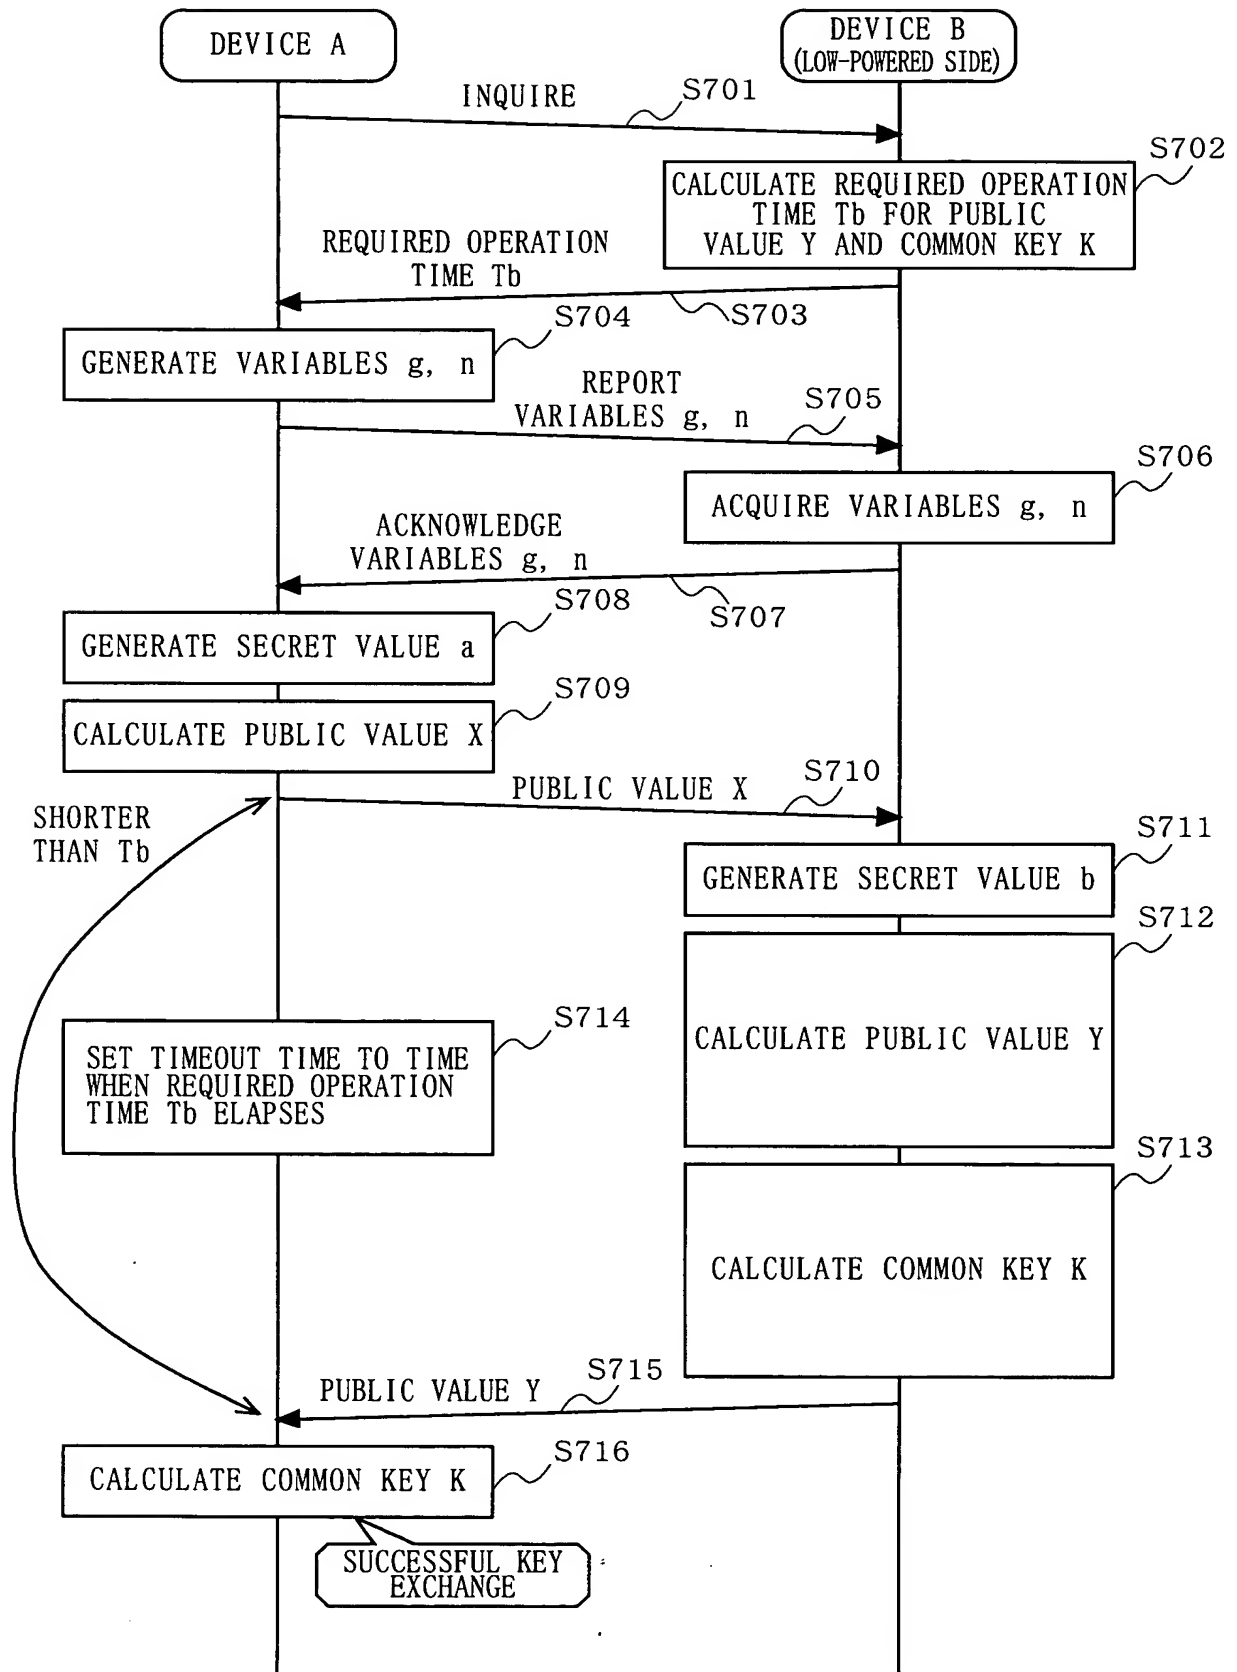 DEVICE A
DEVICE B
(LOW-POWERED SIDE)
INQUIRE
S701
S702
CALCULATE REQUIRED OPERATION
TIME Tb FOR PUBLIC
VALUE Y AND COMMON KEY K
REQUIRED OPERATION
TIME Tb
S703
S704
GENERATE VARIABLES g, n
REPORT
VARIABLES g, n
S705
S706
ACQUIRE VARIABLES g, n
ACKNOWLEDGE
VARIABLES g, n
S707
S708
GENERATE SECRET VALUE a
S709
CALCULATE PUBLIC VALUE X
PUBLIC VALUE X
S710
SHORTER
THAN Tb
S711
GENERATE SECRET VALUE b
S712
CALCULATE PUBLIC VALUE Y
S714
SET TIMEOUT TIME TO TIME
WHEN REQUIRED OPERATION
TIME Tb ELAPSES
S713
CALCULATE COMMON KEY K
PUBLIC VALUE Y
S715
S716
CALCULATE COMMON KEY K
SUCCESSFUL KEY
EXCHANGE